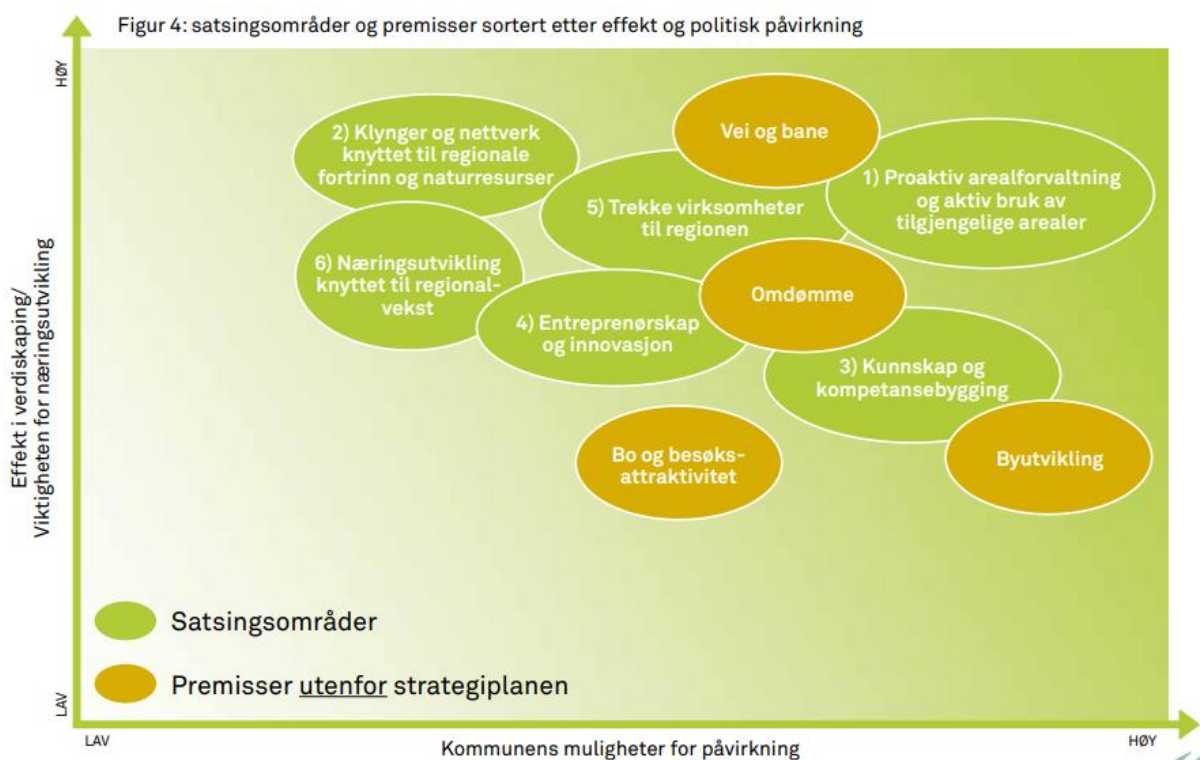 Figur 4: satsingsområder og premisser sortert etter effekt og politisk påvirkning
HØY
Effekt i verdiskaping/
Viktigheten for næringsutvikling
LAV
2) Klynger og nettverk
knyttet til regionale
fortrinn og naturresurser
Vei og bane
1) Proaktiv arealforvaltning
og aktiv bruk av
tilgjengelige arealer
5) Trekke virksomheter
til regionen
6) Næringsutvikling
knyttet til regional-
vekst
Omdømme
4) Entreprenørskap
og innovasjon
3) Kunnskap og
kompetansebygging
Bo og besøks-
attraktivitet
Byutvikling
Satsingsområder
Premisser utenfor strategiplanen
LAV
Kommunens muligheter for påvirkning
HØY